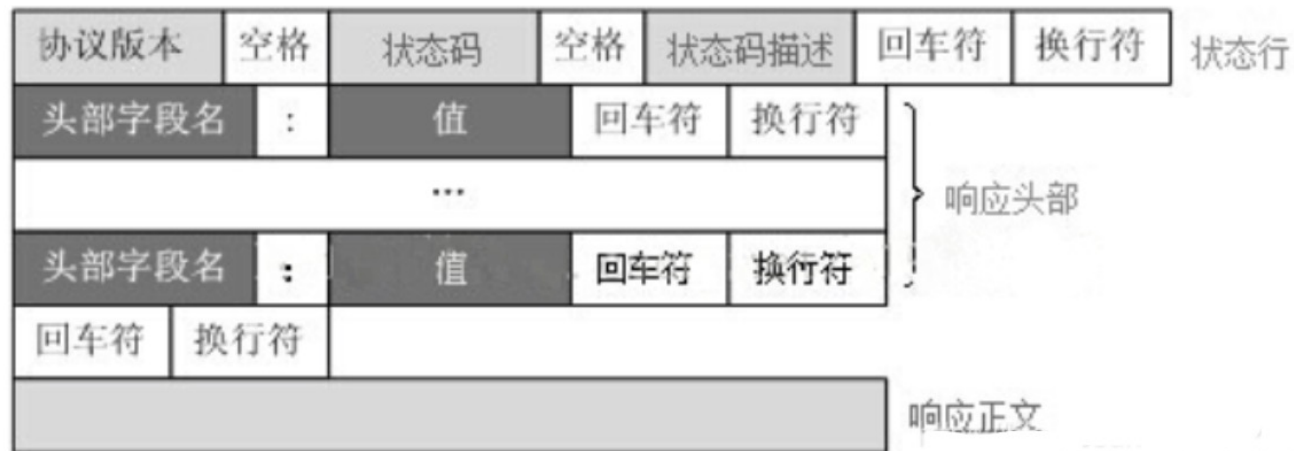 协议版本 空格 状态码 空格 状态码描述 回车符 换行符 状态行
头部字段名 : 值 回车符 换行符
...
响应头部
头部字段名 : 值 回车符 换行符
回车符 换行符
响应正文